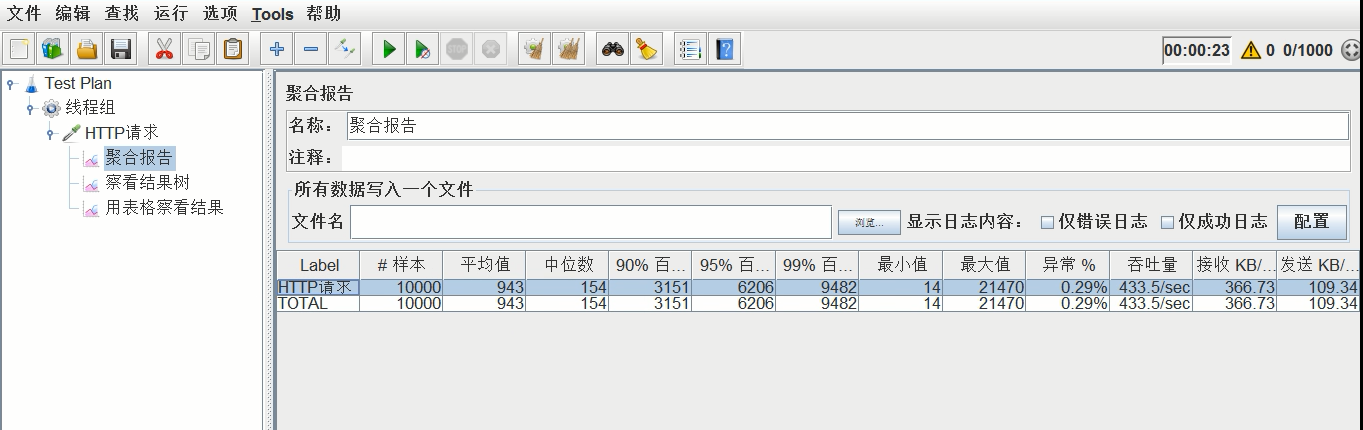 文件 编辑 查找 运行 选项 Tools 帮助
00:00:23 0 0/1000
Test Plan
线程组
HTTP请求
聚合报告
察看结果树
用表格察看结果
聚合报告
名称： 聚合报告
注释：
所有数据写入一个文件
文件名 浏览... 显示日志内容： 仅错误日志 仅成功日志 配置
Label # 样本 平均值 中位数 90% 百... 95% 百... 99% 百... 最小值 最大值 异常 % 吞吐量 接收 KB/... 发送 KB/...
HTTP请求 10000 943 154 3151 6206 9482 14 21470 0.29% 433.5/sec 366.73 109.34
TOTAL 10000 943 154 3151 6206 9482 14 21470 0.29% 433.5/sec 366.73 109.34